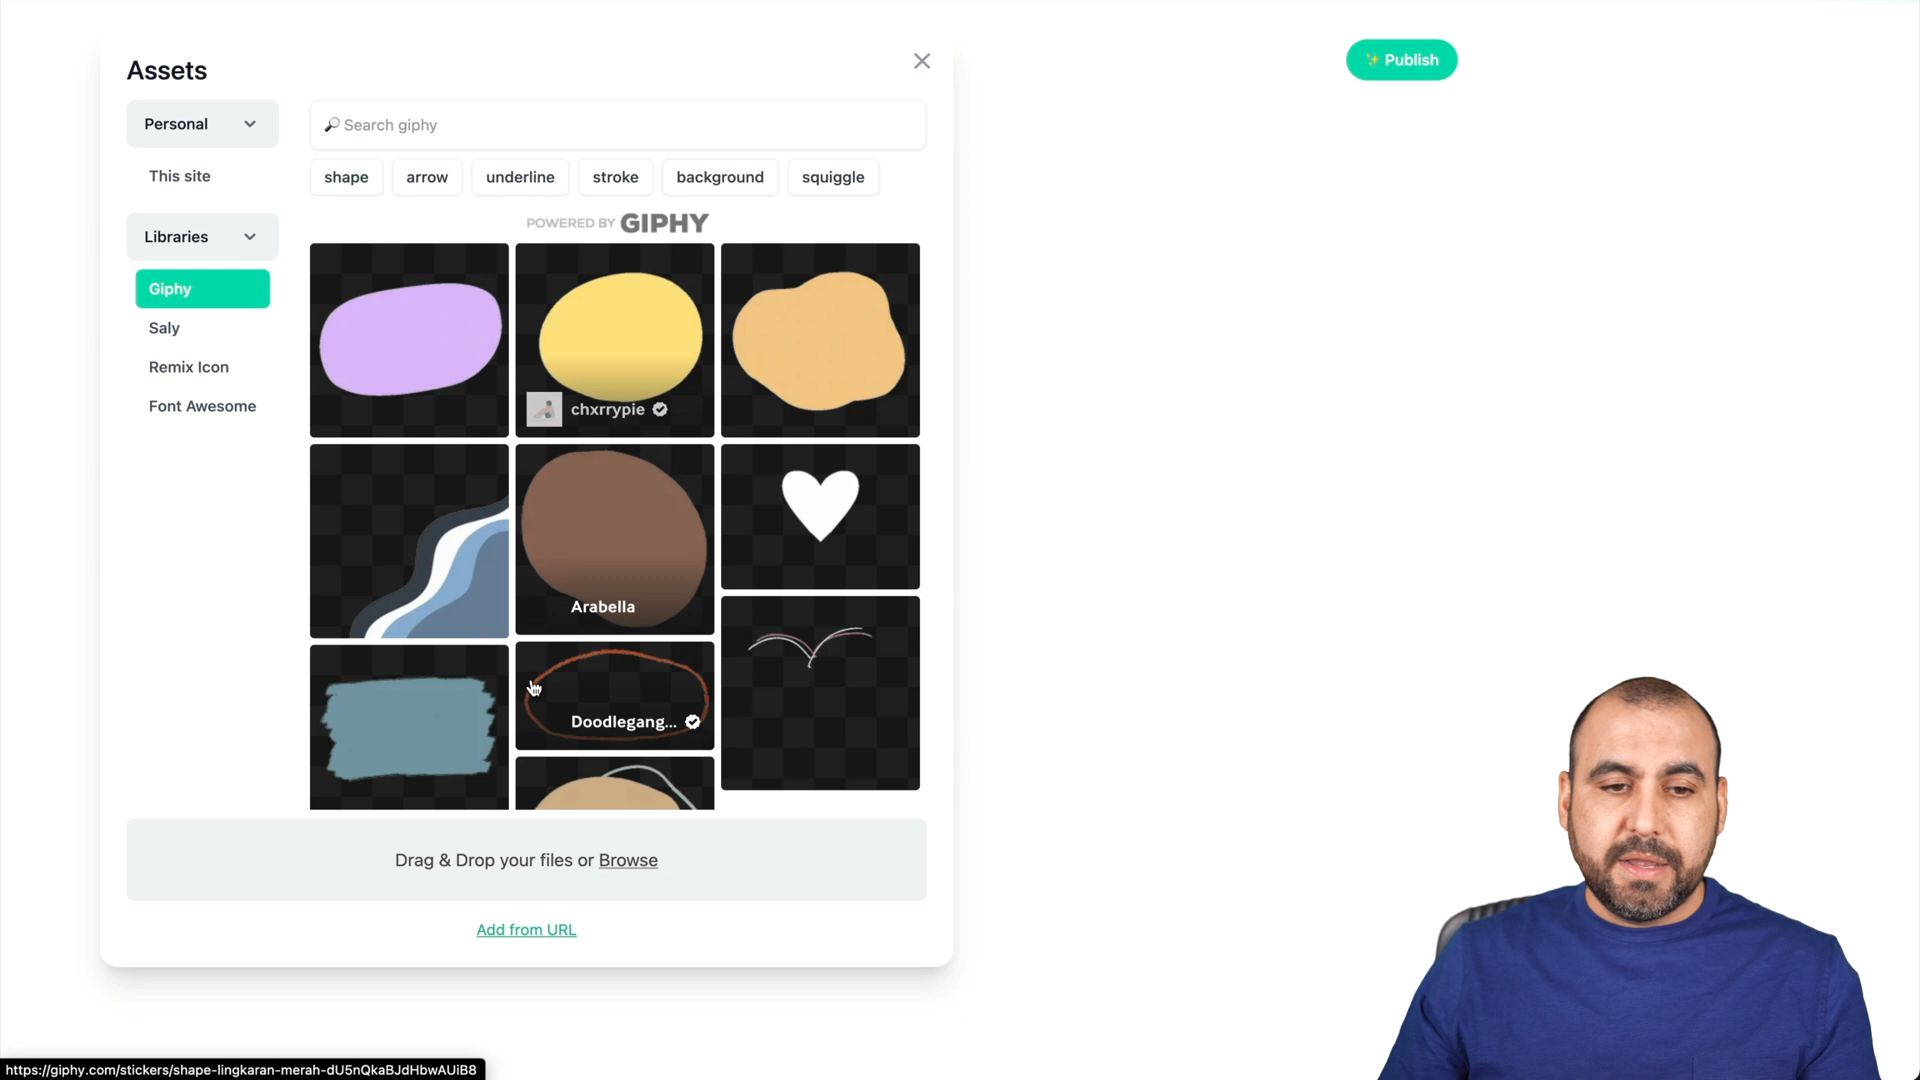 Assets
✨ Publish
Personal
🔎 Search giphy
This site
shape
arrow
underline
stroke
background
squiggle
POWERED BY GIPHY
Libraries
Giphy
Saly
Remix Icon
Font Awesome
chxrrypie
Arabella
Doodlegang...
Drag & Drop your files or Browse
Add from URL
https://giphy.com/stickers/shape-lingkaran-merah-dU5nQkaBJdHbwAUiB8